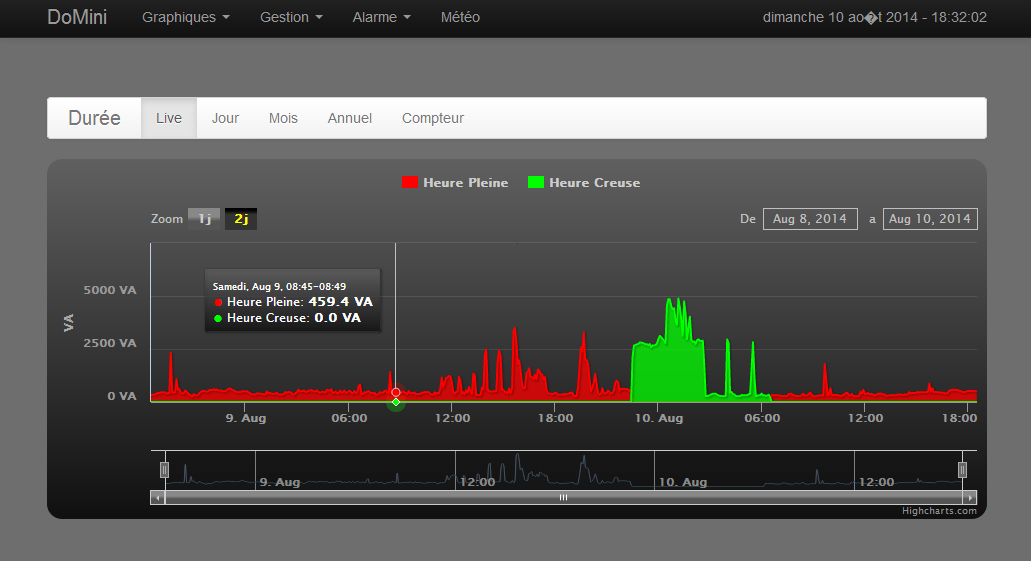 DoMini Graphiques Gestion Alarme Météo dimanche 10 ao�t 2014 - 18:32:02
Durée Live Jour Mois Annuel Compteur
Heure Pleine Heure Creuse
Zoom 1j 2j De Aug 8, 2014 a Aug 10, 2014
5000 VA
2500 VA
0 VA
VA
Samedi, Aug 9, 08:45-08:49
Heure Pleine: 459.4 VA
Heure Creuse: 0.0 VA
9. Aug 06:00 12:00 18:00 10. Aug 06:00 12:00 18:00
9. Aug 12:00 10. Aug 12:00
Highcharts.com